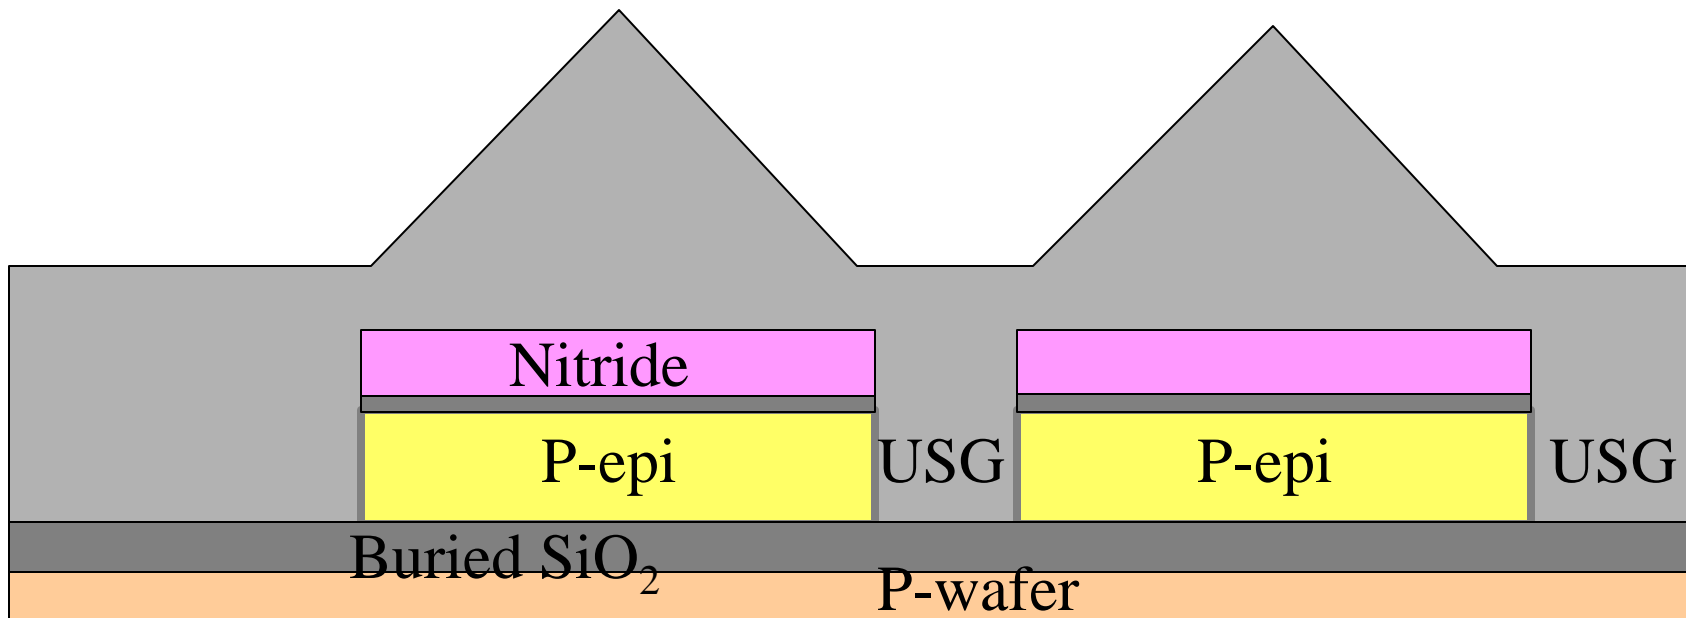 Nitride
P-epi
USG
P-epi
USG
Buried SiO₂
P-wafer